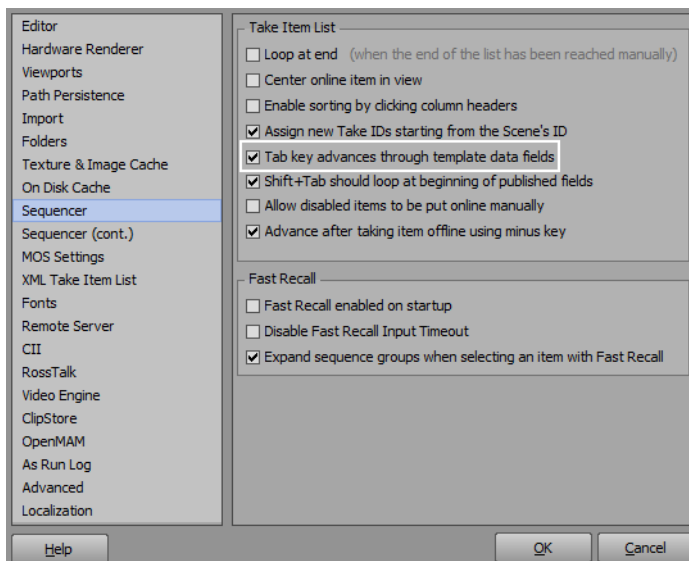 Editor
Hardware Renderer
Viewports
Path Persistence
Import
Folders
Texture & Image Cache
On Disk Cache
Sequencer
Sequencer (cont.)
MOS Settings
XML Take Item List
Fonts
Remote Server
CII
RossTalk
Video Engine
ClipStore
OpenMAM
As Run Log
Advanced
Localization
Take Item List
Loop at end (when the end of the list has been reached manually)
Center online item in view
Enable sorting by clicking column headers
Assign new Take IDs starting from the Scene's ID
Tab key advances through template data fields
Shift+Tab should loop at beginning of published fields
Allow disabled items to be put online manually
Advance after taking item offline using minus key
Fast Recall
Fast Recall enabled on startup
Disable Fast Recall Input Timeout
Expand sequence groups when selecting an item with Fast Recall
Help
OK
Cancel